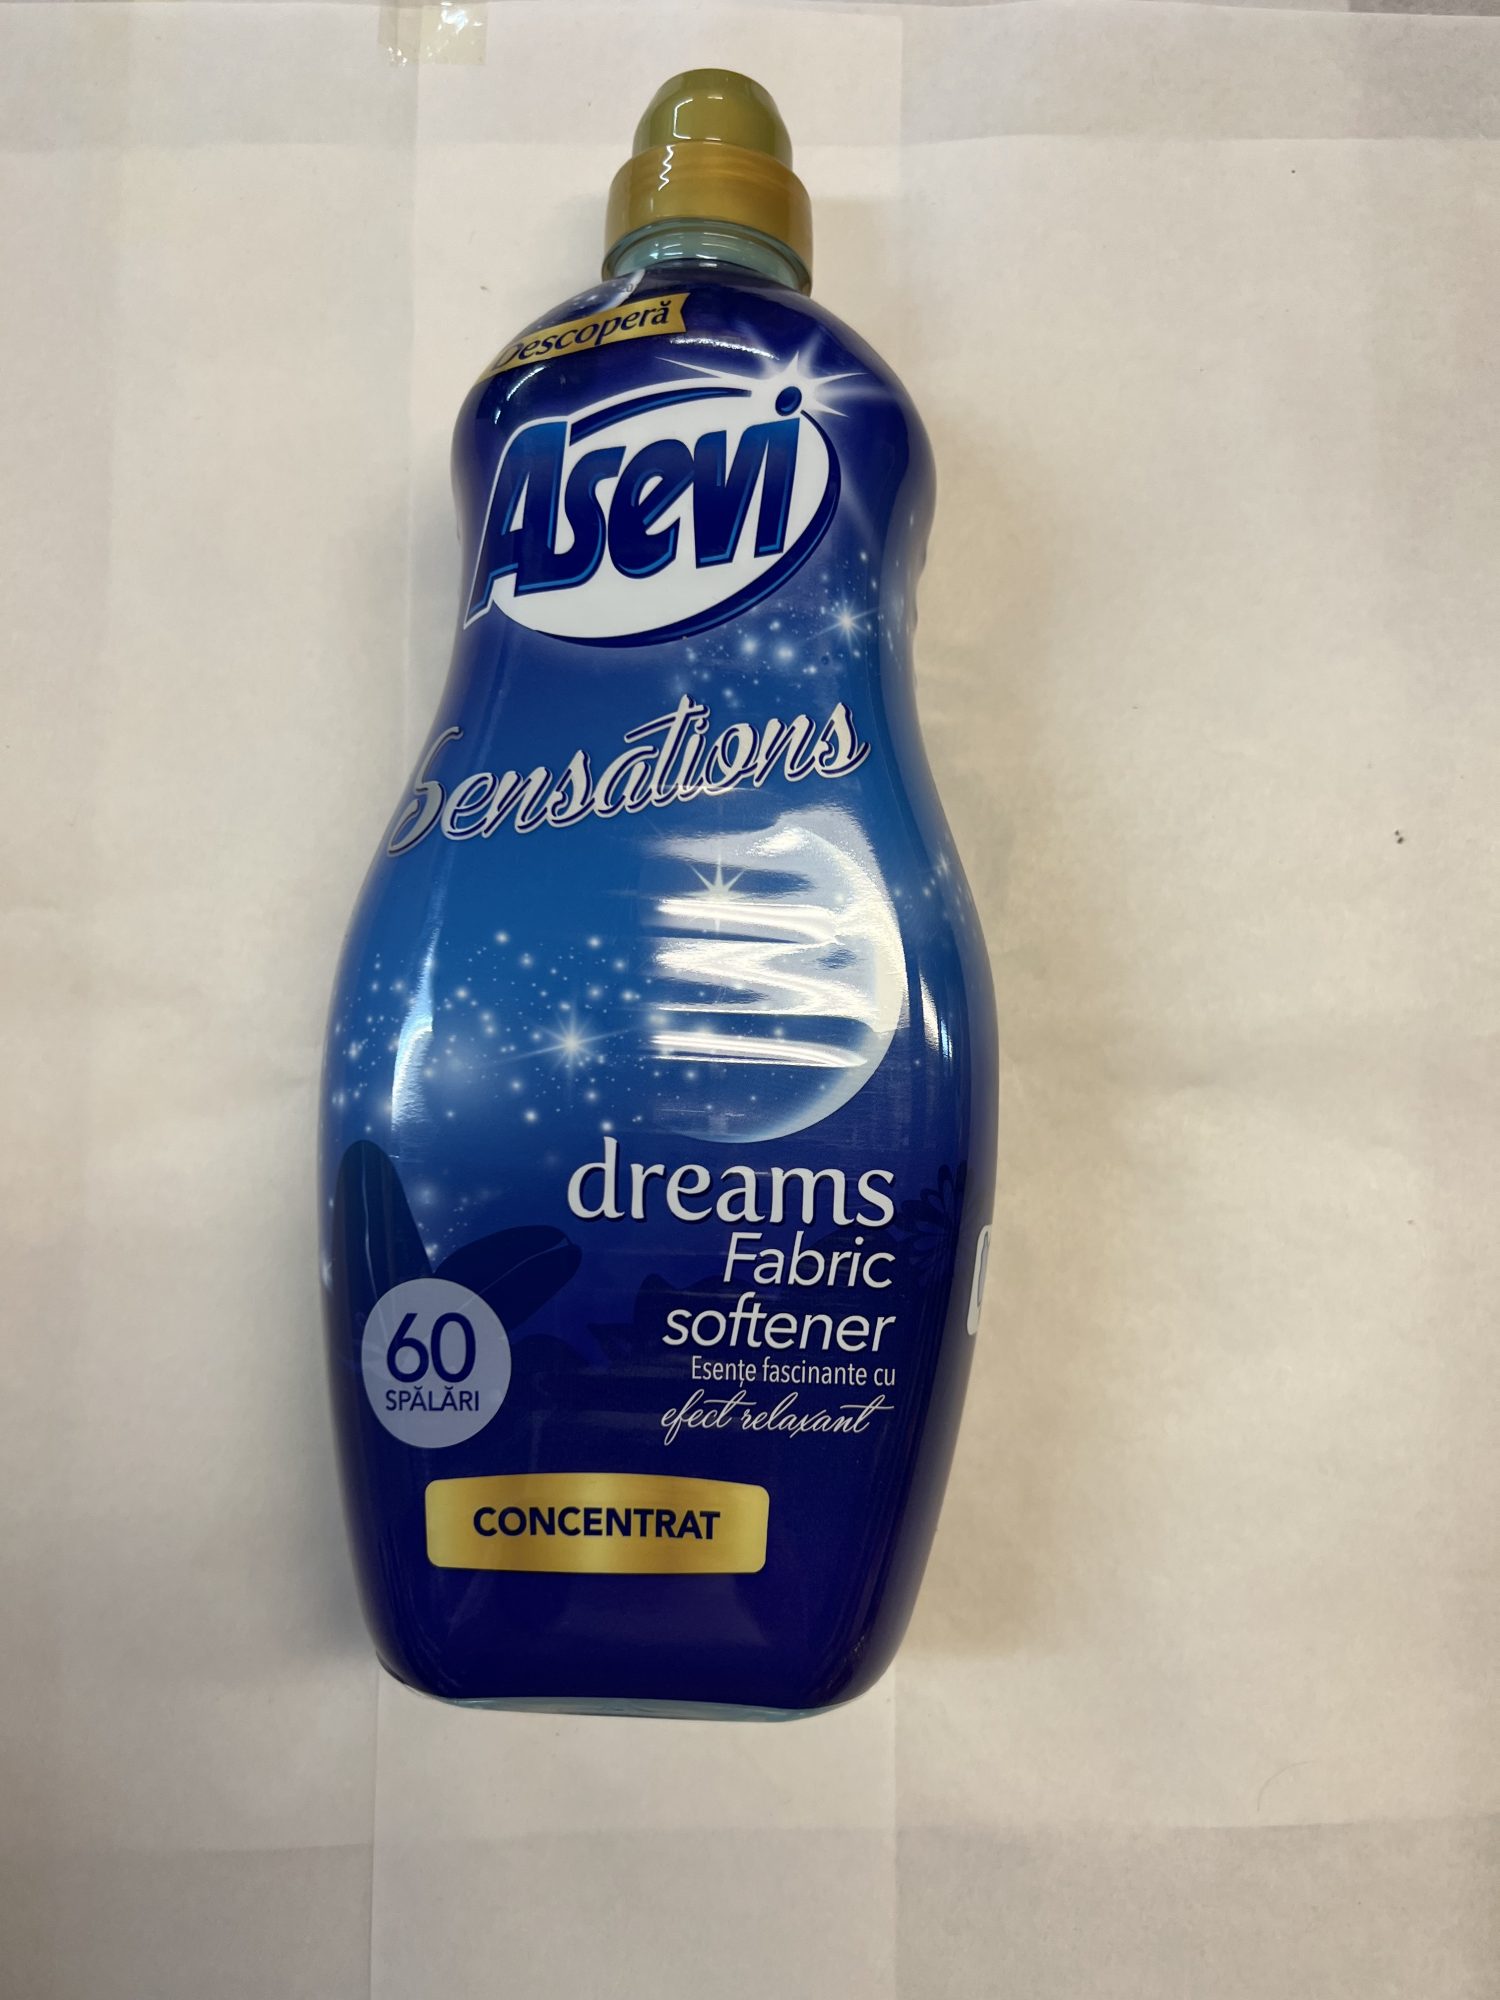 Descoperă
Asevi
Sensations
dreams
Fabric
softener
Esențe fascinante cu
efect relaxant
60
SPĂLĂRI
CONCENTRAT